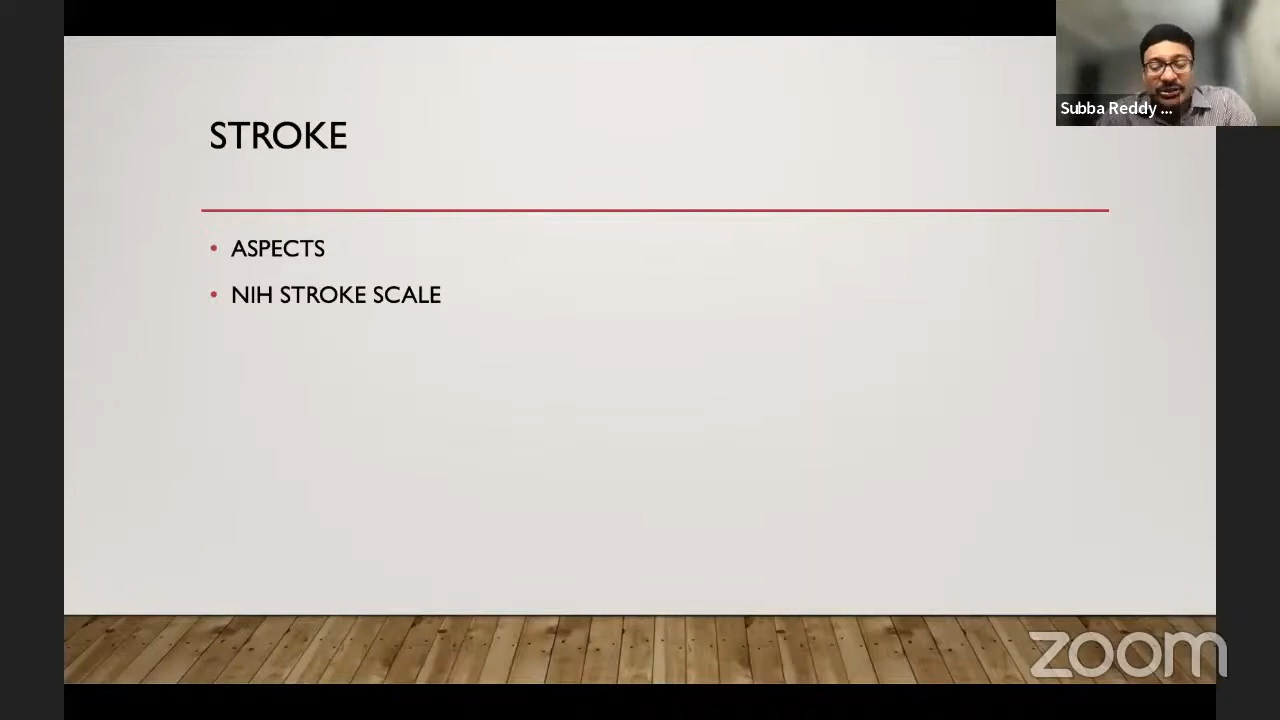 Subba Reddy ...
STROKE
• ASPECTS
• NIH STROKE SCALE
zoom